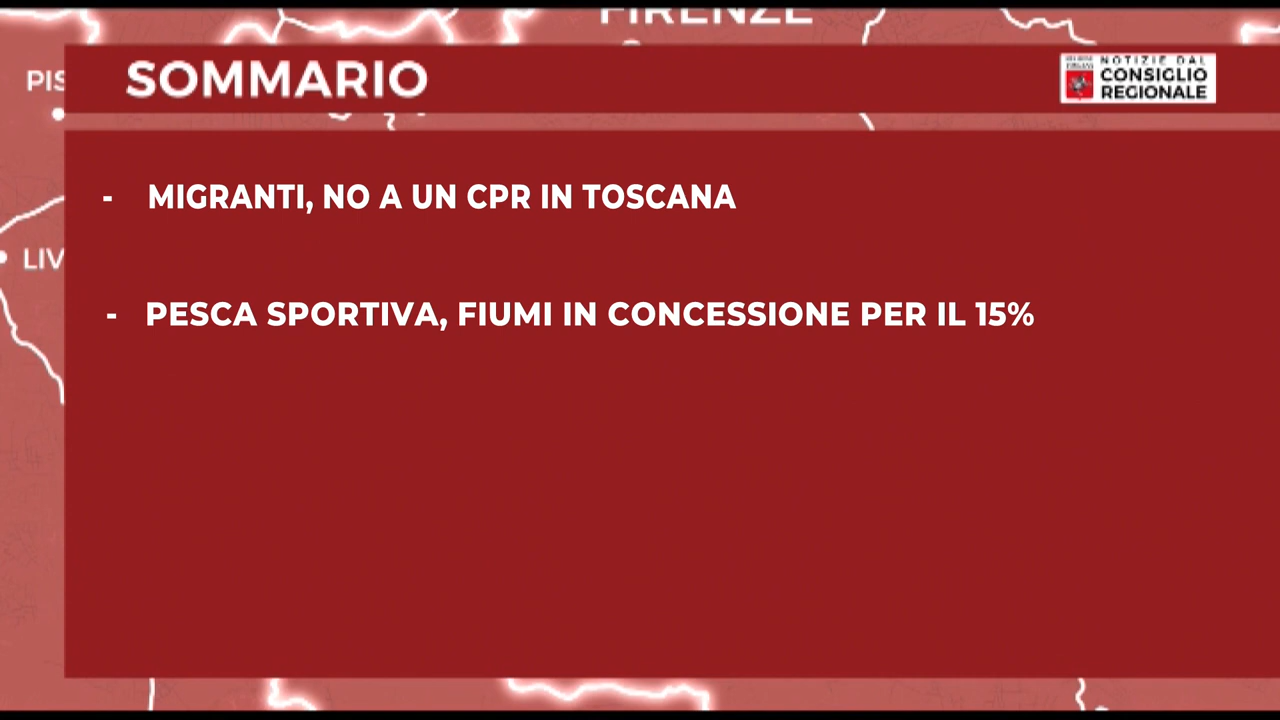 FIRENZE
PIS
SOMMARIO
NOTIZIE DAL
CONSIGLIO
REGIONALE
- MIGRANTI, NO A UN CPR IN TOSCANA
LIV
- PESCA SPORTIVA, FIUMI IN CONCESSIONE PER IL 15%